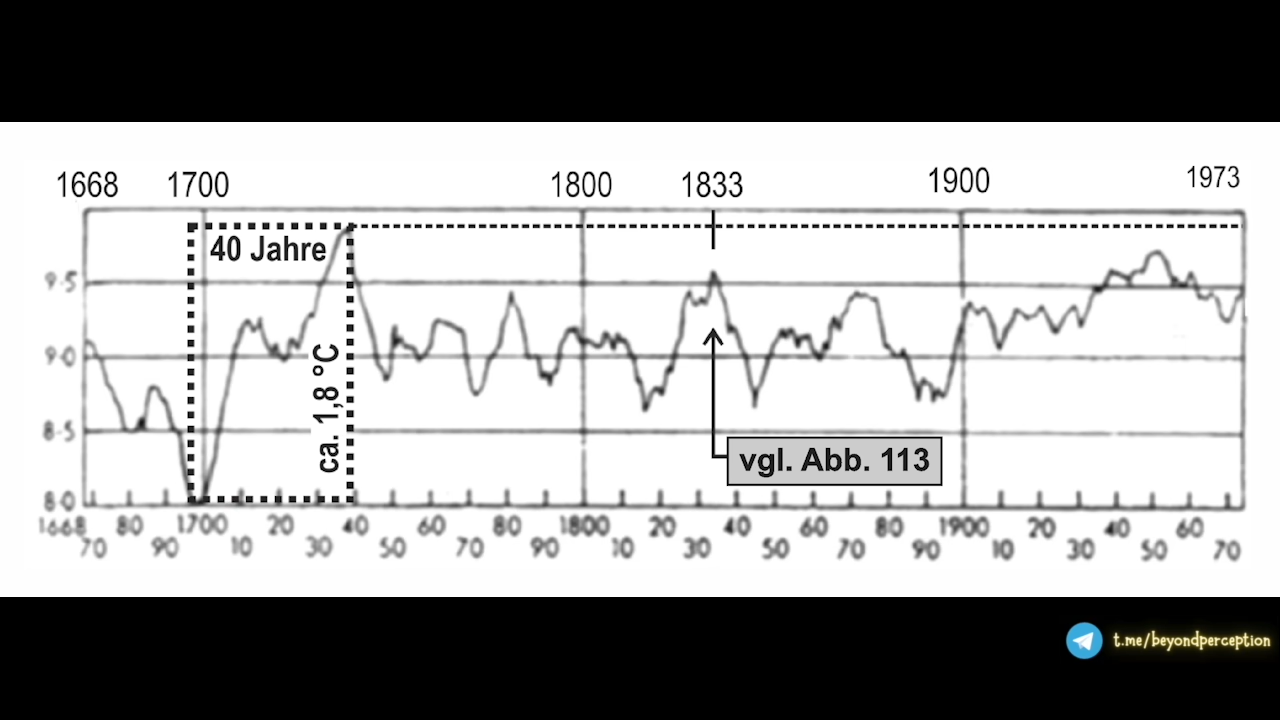 1668 1700 1800 1833 1900 1973
40 Jahre
9·5
ca. 1,8 °C
9·0
8·5
vgl. Abb. 113
8·0
1668 80 1700 20 40 60 80 1800 20 40 60 80 1900 20 40 60
70 90 10 30 50 70 90 10 30 50 70 90 10 30 50 70
t.me/beyondperception